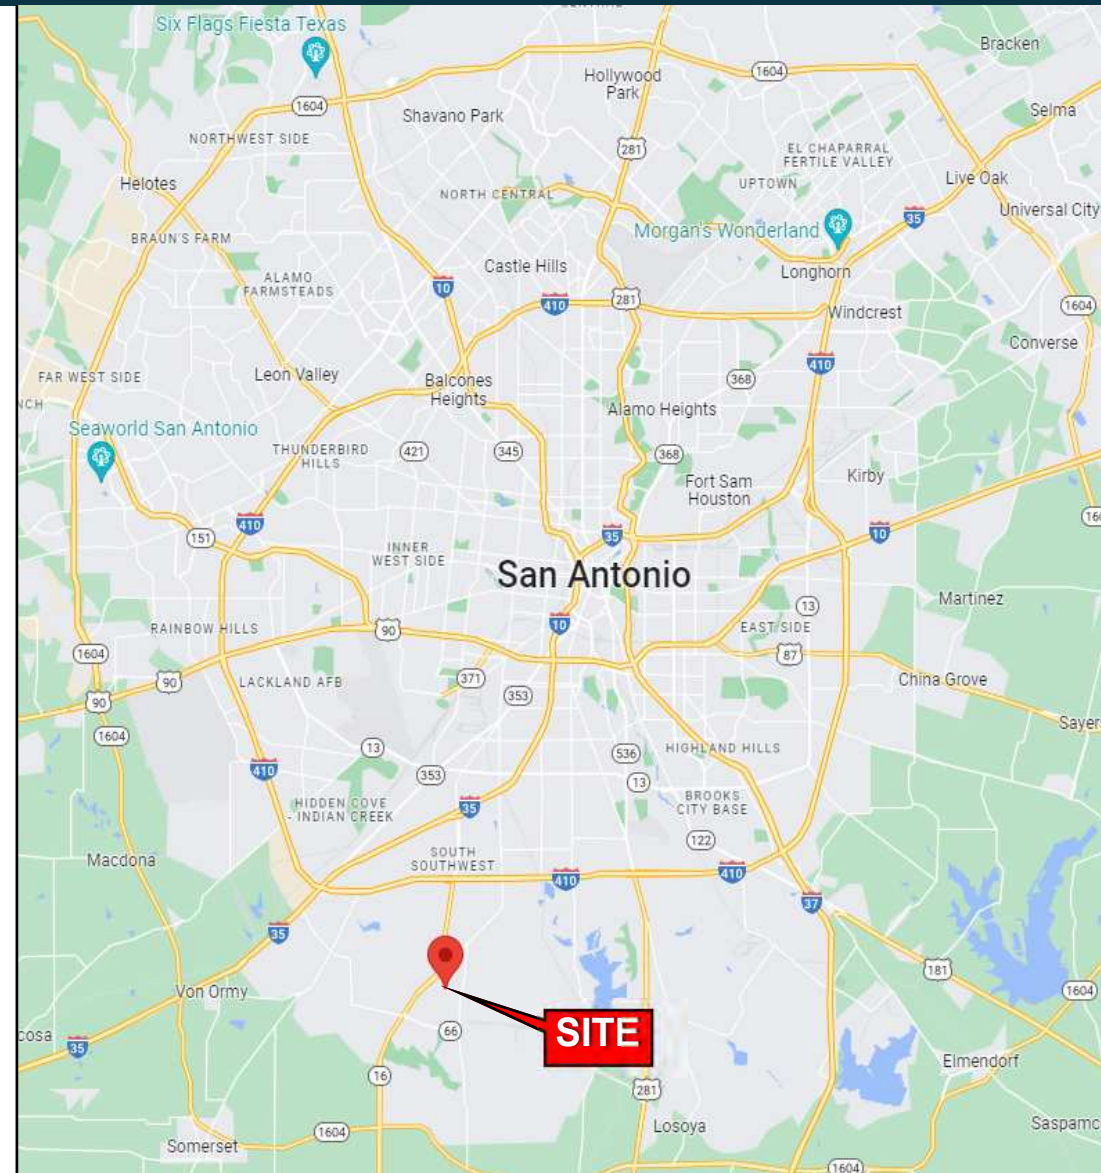 Six Flags Fiesta Texas
Bracken
1604
Hollywood
Park
1604
Selma
Shavano Park
NORTHWEST SIDE
281
EL CHAPARRAL
FERTILE VALLEY
Helotes
UPTOWN
Live Oak
NORTH CENTRAL
Universal City
35
Morgan's Wonderland
BRAUN'S FARM
Castle Hills
Longhorn
ALAMO
FARMSTEADS
10
410
281
1604
Windcrest
Converse
410
FAR WEST SIDE
Leon Valley
Balcones
Heights
368
NCH
Alamo Heights
Seaworld San Antonio
THUNDERBIRD
HILLS
421
345
368
Kirby
Fort Sam
Houston
410
151
35
10
INNER
WEST SIDE
San Antonio
Martinez
13
10
RAINBOW HILLS
90
EAST SIDE
1604
87
90
LACKLAND AFB
371
China Grove
353
90
Sayer
1604
13
536
HIGHLAND HILLS
410
353
13
HIDDEN COVE
- INDIAN CREEK
35
BROOKS
CITY BASE
122
Macdona
SOUTH
SOUTHWEST
410
410
37
35
181
Von Ormy
1604
66
SITE
cosa
35
Elmendorf
16
281
Losoya
Saspamc
1604
Somerset
1604